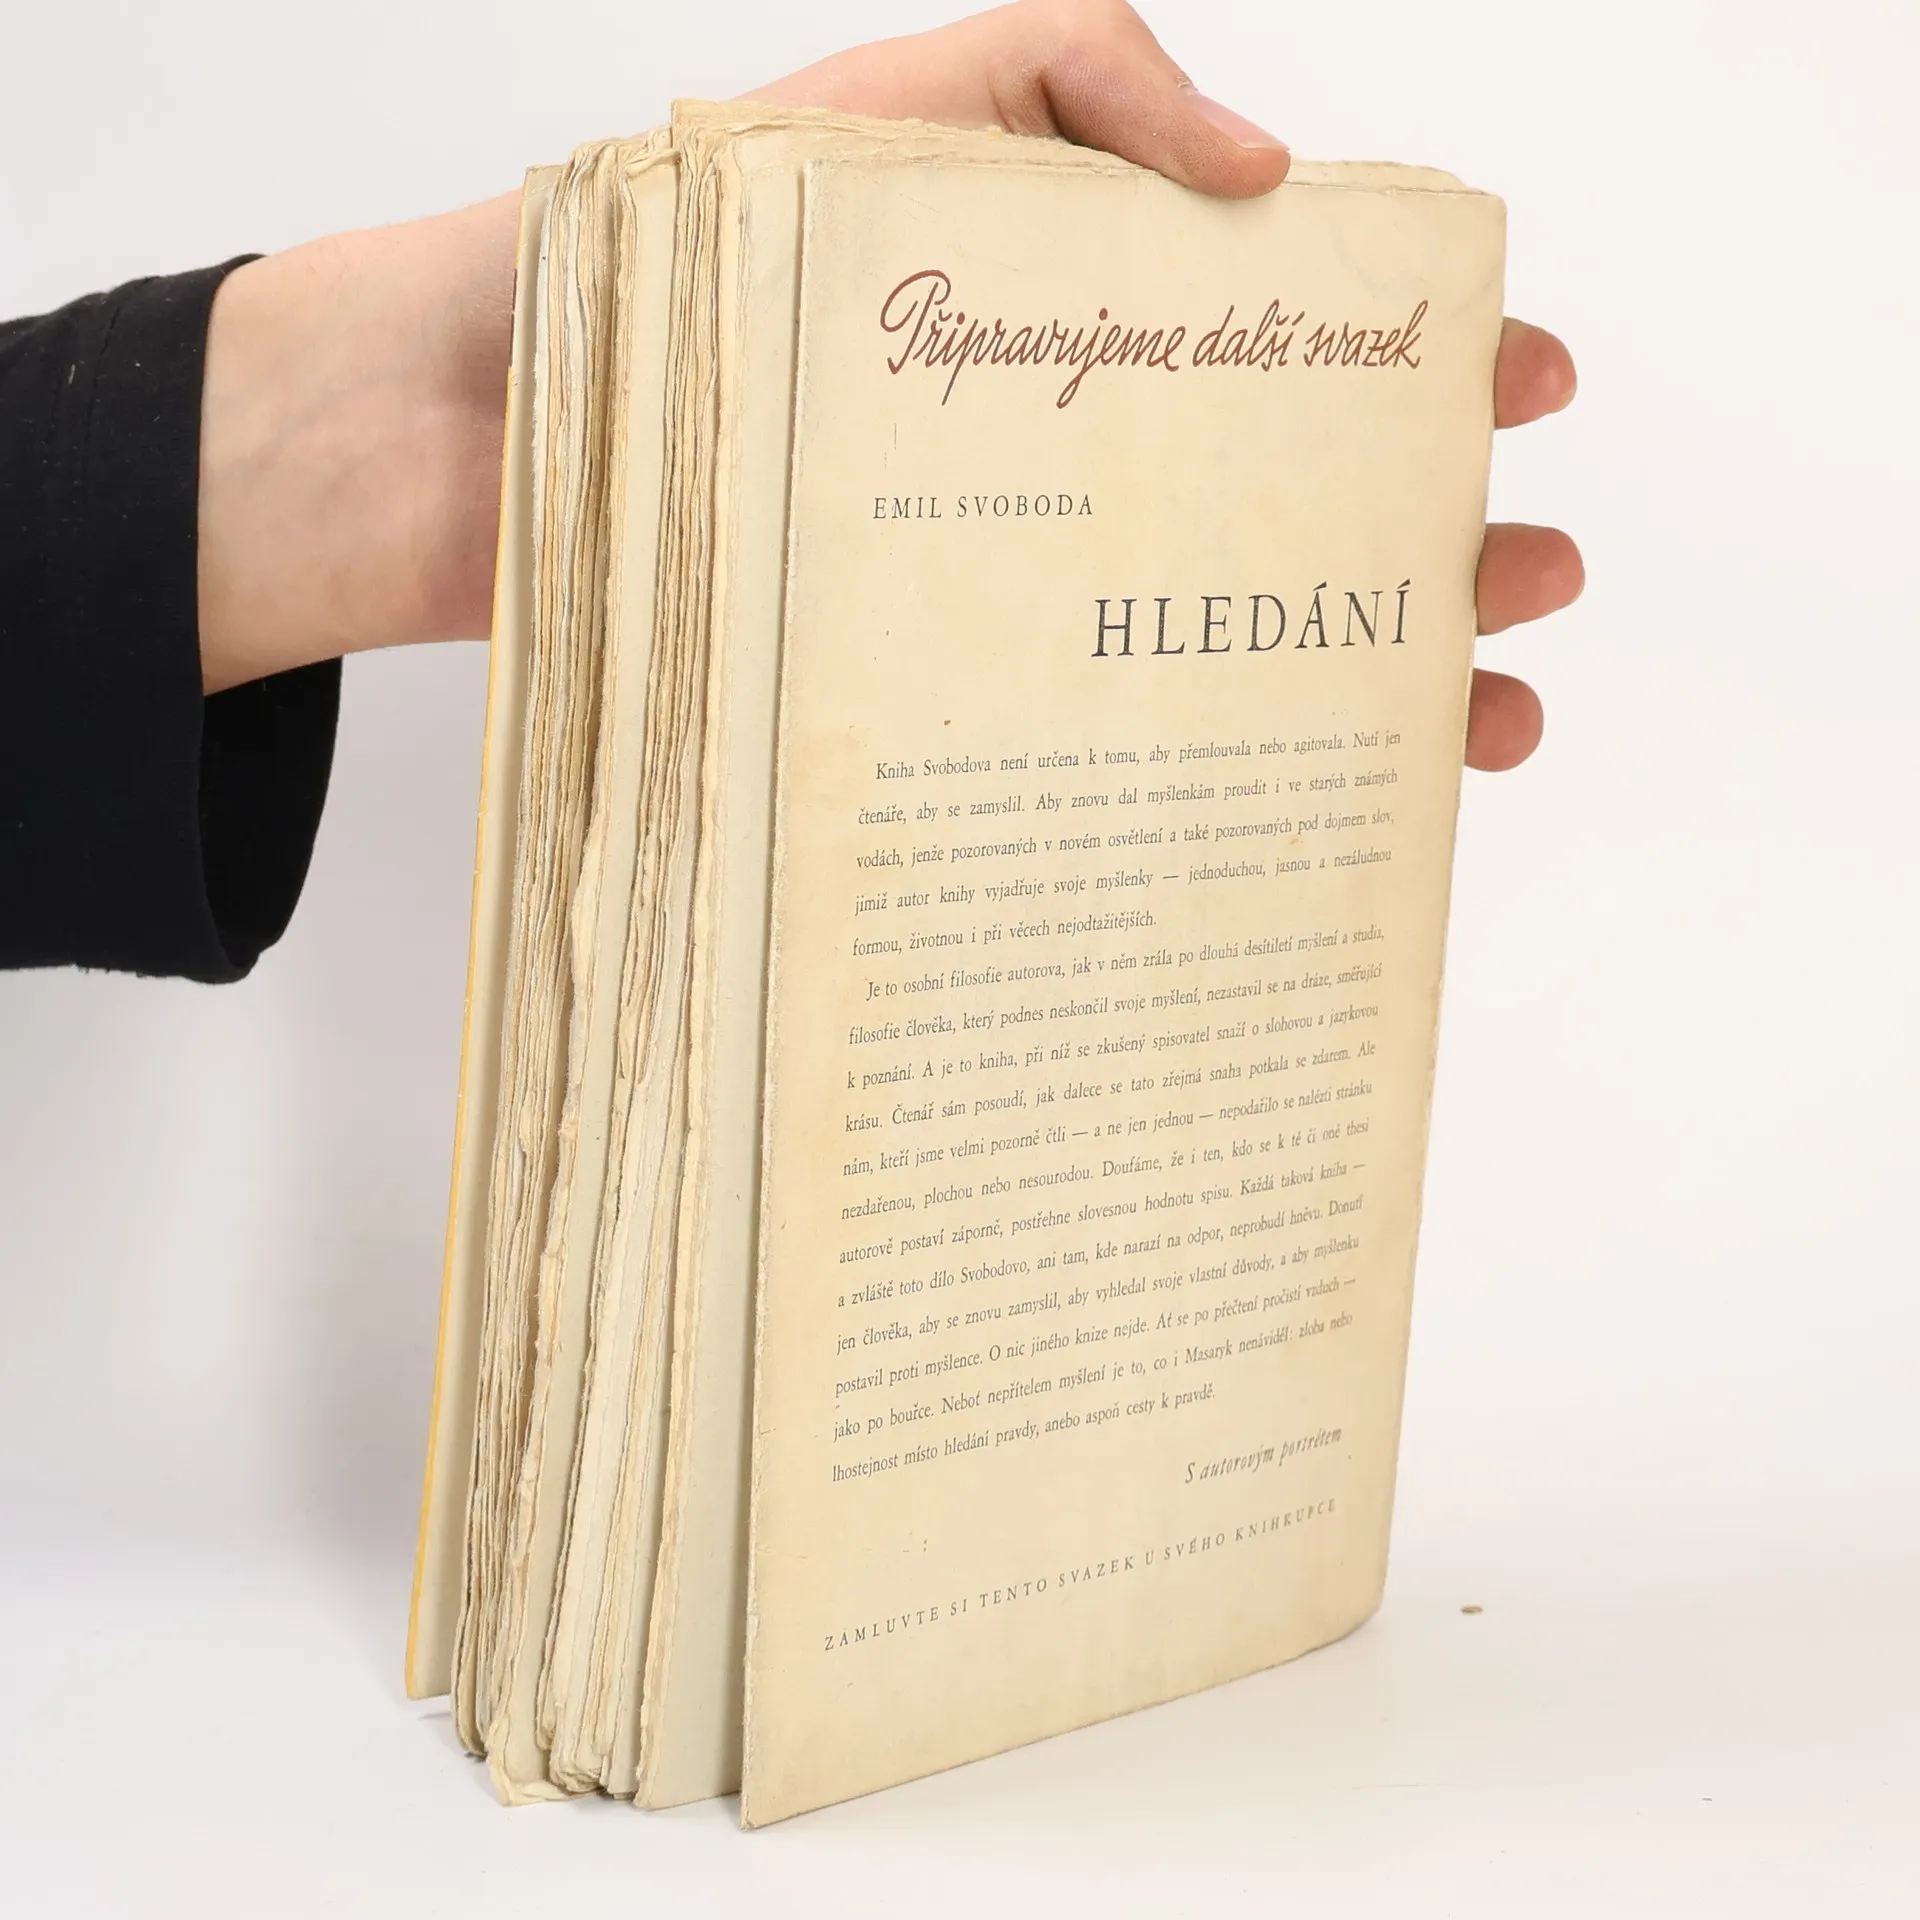 Připravujeme další svazek
EMIL SVOBODA
HLEDÁNÍ
Kniha Svobodova není určena k tomu, aby přemlouvala nebo agitovala. Nutí jen
čtenáře, aby se zamyslil. Aby znovu dal myšlenkám proudit i ve starých známých
vodách, jenže pozorovaných v novém osvětlení a také pozorovaných pod dojmem slov,
jimiž autor knihy vyjadřuje svoje myšlenky — jednoduchou, jasnou a nezáludnou
formou, životnou i při věcech nejodtažitějších.
Je to osobní filosofie autorova, jak v něm zrála po dlouhá desítiletí myšlení a studia,
filosofie člověka, který podnes neskončil svoje myšlení, nezastavil se na dráze, směřující
k poznání. A je to kniha, při níž se zkušený spisovatel snaží o slohovou a jazykovou
krásu. Čtenář sám posoudí, jak dalece se tato zřejmá snaha potkala se zdarem. Ale
nám, kteří jsme velmi pozorně čtli — a ne jen jednou — nepodařilo se nalézti stránku
nezdařenou, plochou nebo nesourodou. Doufáme, že i ten, kdo se k té či oné thesi
autorově postaví záporně, postřehne slovesnou hodnotu spisu. Každá taková kniha —
a zvláště toto dílo Svobodovo, ani tam, kde narazí na odpor, neprobudí hněvu. Donutí
jen člověka, aby se znovu zamyslil, aby vyhledal svoje vlastní důvody, a aby myšlenku
postavil proti myšlence. O nic jiného knize nejde. Ať se po přečtení pročistí vzduch —
jako po bouřce. Neboť nepřítelem myšlení je to, co i Masaryk nenáviděl: zloba nebo
lhostejnost místo hledání pravdy, anebo aspoň cesty k pravdě.
S autorovým portrétem
ZAMLUVTE SI TENTO SVAZEK U SVÉHO KNIHKUPCE